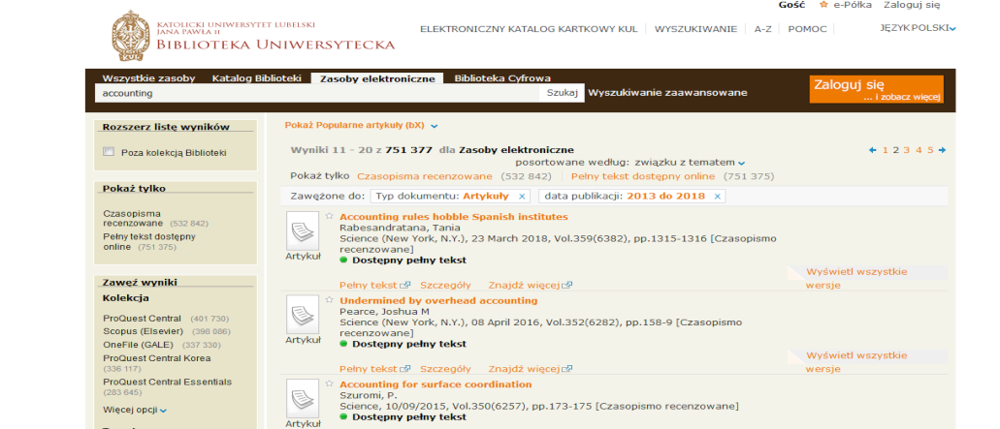 Gość e-Półka Zaloguj się
KATOLICKI UNIWERSYTET LUBELSKI
JANA PAWŁA II
BIBLIOTEKA UNIWERSYTECKA
KUL
ELEKTRONICZNY KATALOG KARTKOWY KUL WYSZUKIWANIE A-Z POMOC JĘZYK POLSKI
Wszystkie zasoby Katalog Biblioteki Zasoby elektroniczne Biblioteka Cyfrowa
accounting Szukaj Wyszukiwanie zaawansowane
Zaloguj się
... i zobacz więcej
Rozszerz listę wyników
Poza kolekcją Biblioteki
Pokaż tylko
Czasopisma
recenzowane (532 842)
Pełny tekst dostępny
online (751 375)
Zawęź wyniki
Kolekcja
ProQuest Central (401 730)
Scopus (Elsevier) (398 086)
OneFile (GALE) (337 330)
ProQuest Central Korea
(336 117)
ProQuest Central Essentials
(283 645)
Więcej opcji
Pokaż Popularne artykuły (bX)
Wyniki 11 - 20 z 751 377 dla Zasoby elektroniczne
1 2 3 4 5
posortowane według: związku z tematem
Pokaż tylko Czasopisma recenzowane (532 842) Pełny tekst dostępny online (751 375)
Zawężone do: Typ dokumentu: Artykuły x data publikacji: 2013 do 2018 x
Accounting rules hobble Spanish institutes
Rabesandratana, Tania
Science (New York, N.Y.), 23 March 2018, Vol.359(6382), pp.1315-1316 [Czasopismo
recenzowane]
Artykuł
Dostępny pełny tekst
Wyświetl wszystkie
wersje
Pełny tekst Szczegóły Znajdź więcej
Undermined by overhead accounting
Pearce, Joshua M
Science (New York, N.Y.), 08 April 2016, Vol.352(6282), pp.158-9 [Czasopismo
recenzowane]
Artykuł
Dostępny pełny tekst
Wyświetl wszystkie
wersje
Pełny tekst Szczegóły Znajdź więcej
Accounting for surface coordination
Szuromi, P.
Science, 10/09/2015, Vol.350(6257), pp.173-175 [Czasopismo recenzowane]
Dostępny pełny tekst
Artykuł